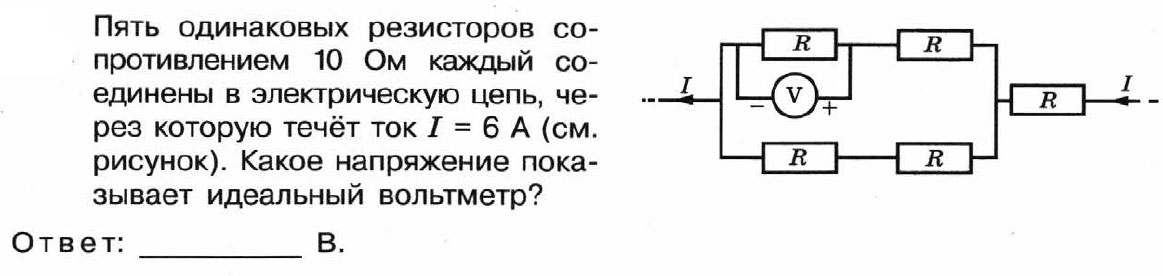 Пять одинаковых резисторов со-
противлением 10 Ом каждый со-
единены в электрическую цепь, че-
рез которую течёт ток I = 6 А (см.
рисунок). Какое напряжение пока-
зывает идеальный вольтметр?
Ответ: __________ В.
R R
I V I
− +
R
R R